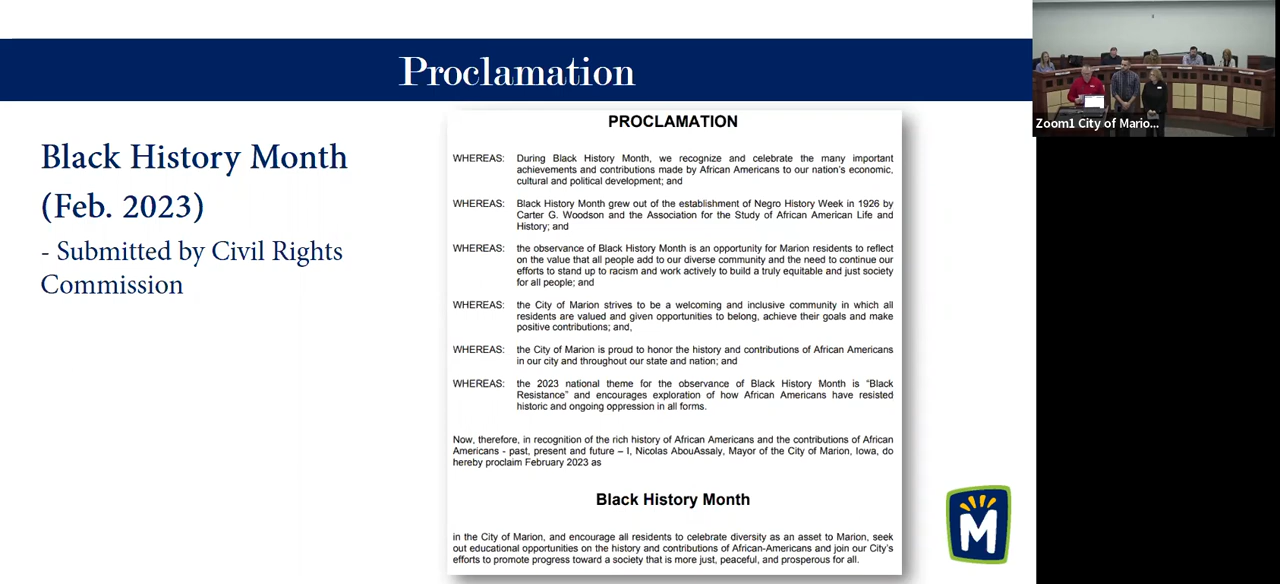 Proclamation
Black History Month
(Feb. 2023)
- Submitted by Civil Rights
Commission
PROCLAMATION
WHEREAS: During Black History Month, we recognize and celebrate the many important
achievements and contributions made by African Americans to our nation's economic,
cultural and political development; and
WHEREAS: Black History Month grew out of the establishment of Negro History Week in 1926 by
Carter G. Woodson and the Association for the Study of African American Life and
History; and
WHEREAS: the observance of Black History Month is an opportunity for Marion residents to reflect
on the value that all people add to our diverse community and the need to continue our
efforts to stand up to racism and work actively to build a truly equitable and just society
for all people; and
WHEREAS: the City of Marion strives to be a welcoming and inclusive community in which all
residents are valued and given opportunities to belong, achieve their goals and make
positive contributions; and,
WHEREAS: the City of Marion is proud to honor the history and contributions of African Americans
in our city and throughout our state and nation; and
WHEREAS: the 2023 national theme for the observance of Black History Month is “Black
Resistance” and encourages exploration of how African Americans have resisted
historic and ongoing oppression in all forms.
Now, therefore, in recognition of the rich history of African Americans and the contributions of African
Americans - past, present and future – I, Nicolas AbouAssaly, Mayor of the City of Marion, Iowa, do
hereby proclaim February 2023 as
Black History Month
in the City of Marion, and encourage all residents to celebrate diversity as an asset to Marion, seek
out educational opportunities on the history and contributions of African-Americans and join our City's
efforts to promote progress toward a society that is more just, peaceful, and prosperous for all.
M
Zoom1 City of Mario...